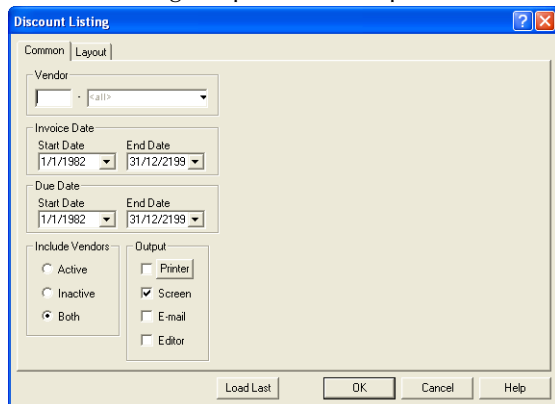 Discount Listing
Common Layout
Vendor
- <all>
Invoice Date
Start Date End Date
1/1/1982 31/12/2199
Due Date
Start Date End Date
1/1/1982 31/12/2199
Include Vendors Output
Active Printer
Inactive Screen
Both E-mail
Editor
Load Last OK Cancel Help